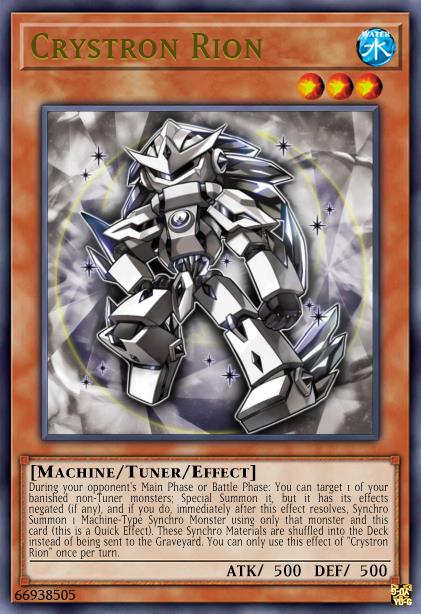 Crystron Rion
WATER
水
[Machine/Tuner/Effect]
During your opponent's Main Phase or Battle Phase: You can target 1 of your
banished non-Tuner monsters; Special Summon it, but it has its effects
negated (if any), and if you do, immediately after this effect resolves, Synchro
Summon 1 Machine-Type Synchro Monster using only that monster and this
card (this is a Quick Effect). These Synchro Materials are shuffled into the Deck
instead of being sent to the Graveyard. You can only use this effect of "Crystron
Rion" once per turn.
ATK/ 500 DEF/ 500
66938505